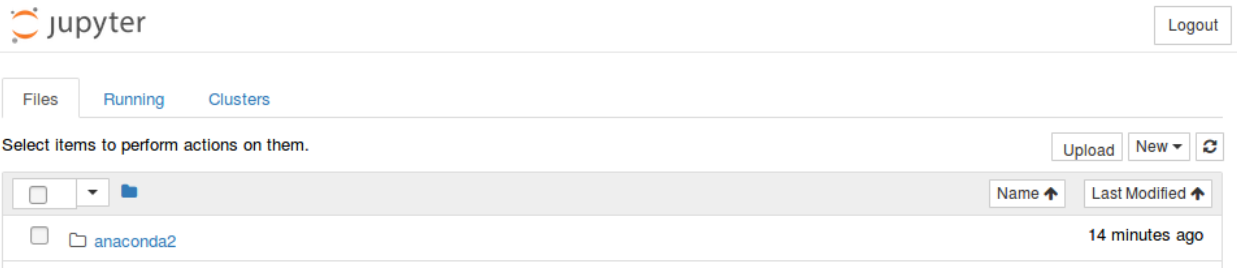 jupyter
Logout
Files Running Clusters
Select items to perform actions on them.
Upload New
Name Last Modified
anaconda2 14 minutes ago